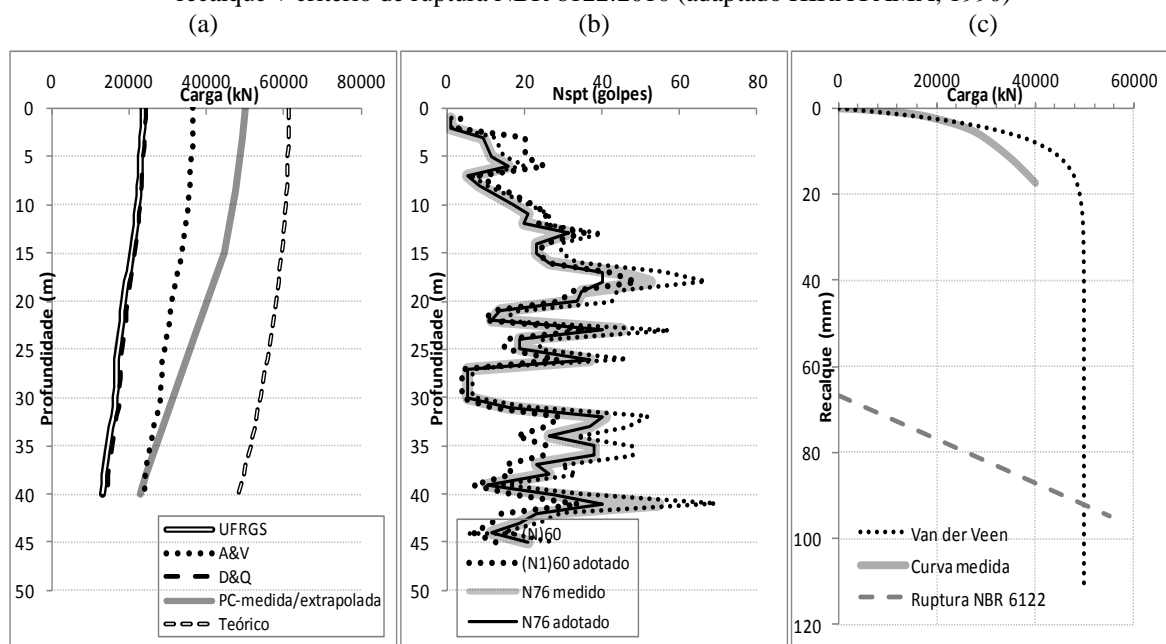 recalque v critério de ruptura NBR 6122:2010 (adaptado HIRAYAMA, 1990)
(a)
(b)
(c)
0 20000 40000 60000 80000
Carga (kN)
0
5
10
15
20
25
30
35
40
45
50
Profundidade (m)
UFRGS
A&V
D&Q
PC-medida/extrapolada
Teórico
0 20 40 60 80
Nspt (golpes)
0
5
10
15
20
25
30
35
40
45
50
Profundidade (m)
(N)60
(N1)60 adotado
N76 medido
N76 adotado
0 20000 40000 60000
Carga (kN)
0
20
40
60
80
100
120
Recalque (mm)
Van der Veen
Curva medida
Ruptura NBR 6122